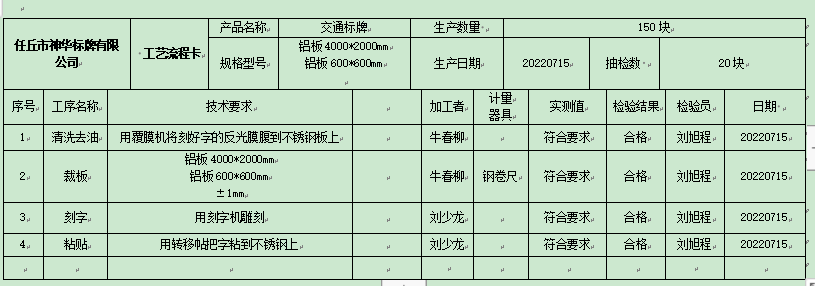 任丘市神华标牌有限公司 工艺流程卡 产品名称 交通标牌 生产数量 150 块
规格型号 铝板 4000*2000mm 铝板 600*600mm 生产日期 20220715 抽检数 20 块
序号 工序名称 技术要求 加工者 计量器具 实测值 检验结果 检验员 日期
1 清洗去油 用覆膜机将刻好字的反光膜腹到不锈钢板上 牛春柳 符合要求 合格 刘旭程 20220715
2 裁板 铝板 4000*2000mm 铝板 600*600mm ±1mm 牛春柳 钢卷尺 符合要求 合格 刘旭程 20220715
3 刻字 用刻字机雕刻 刘少龙 符合要求 合格 刘旭程 20220715
4 粘贴 用转移帖把字粘到不锈钢上 刘少龙 符合要求 合格 刘旭程 20220715